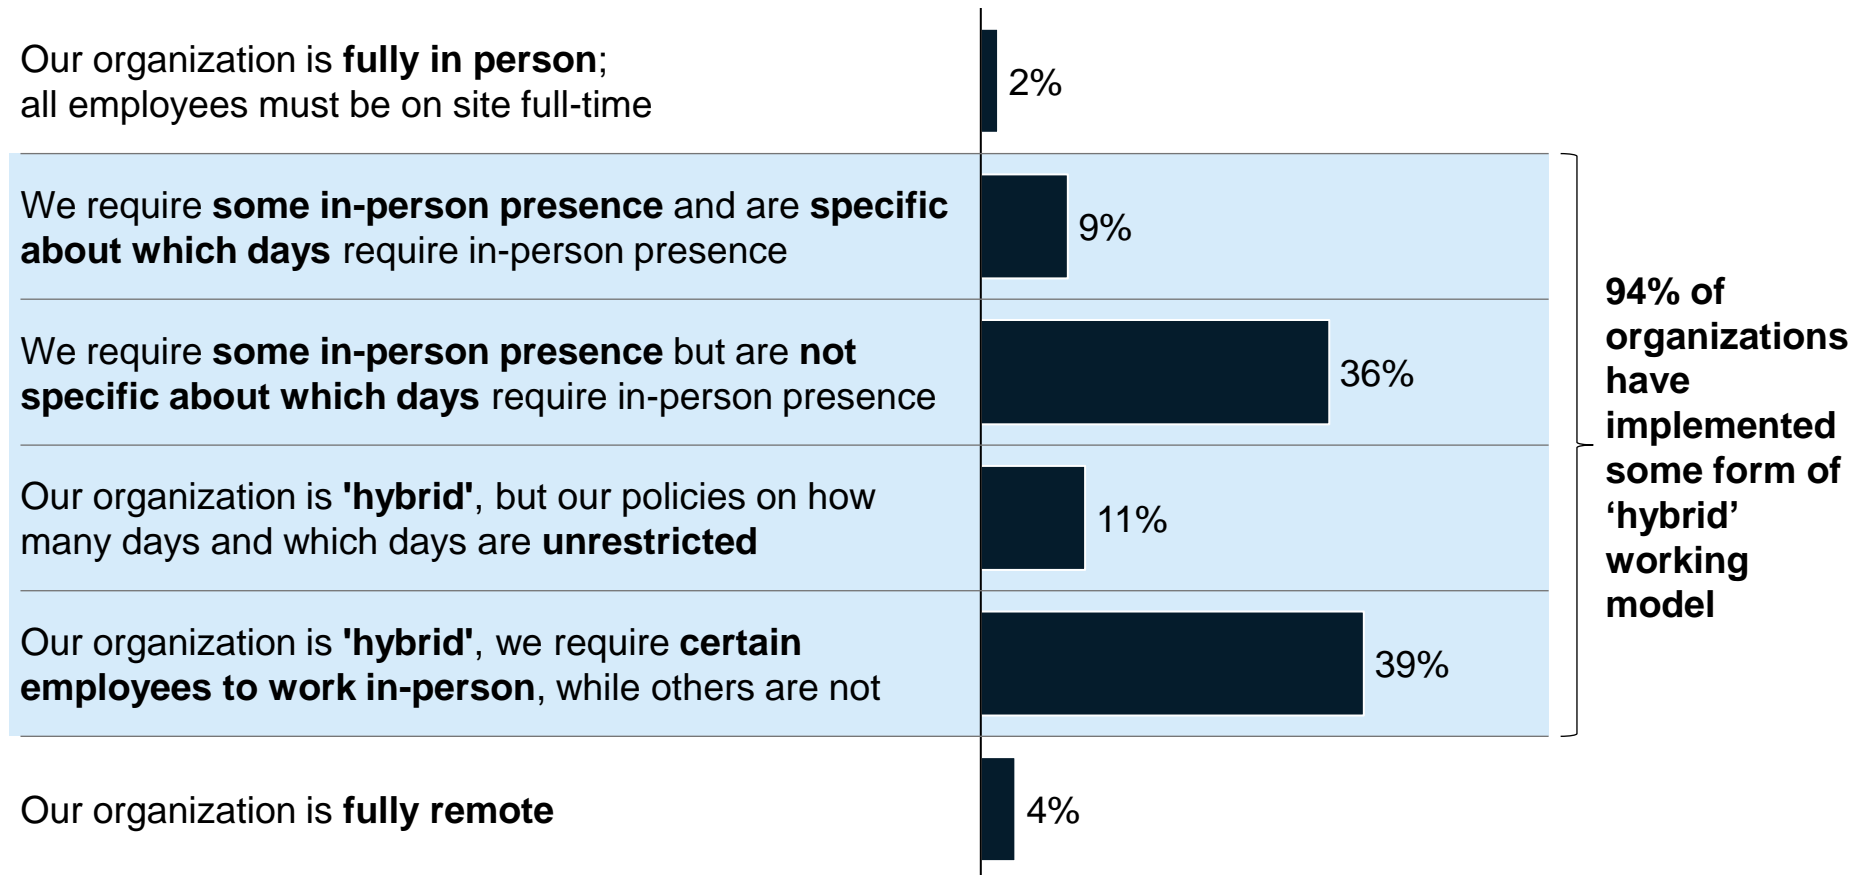 Our organization is fully in person;
all employees must be on site full-time
2%
We require some in-person presence and are specific
about which days require in-person presence
9%
We require some in-person presence but are not
specific about which days require in-person presence
36%
Our organization is 'hybrid', but our policies on how
many days and which days are unrestricted
11%
Our organization is 'hybrid', we require certain
employees to work in-person, while others are not
39%
Our organization is fully remote
4%
94% of
organizations
have
implemented
some form of
‘hybrid’
working
model